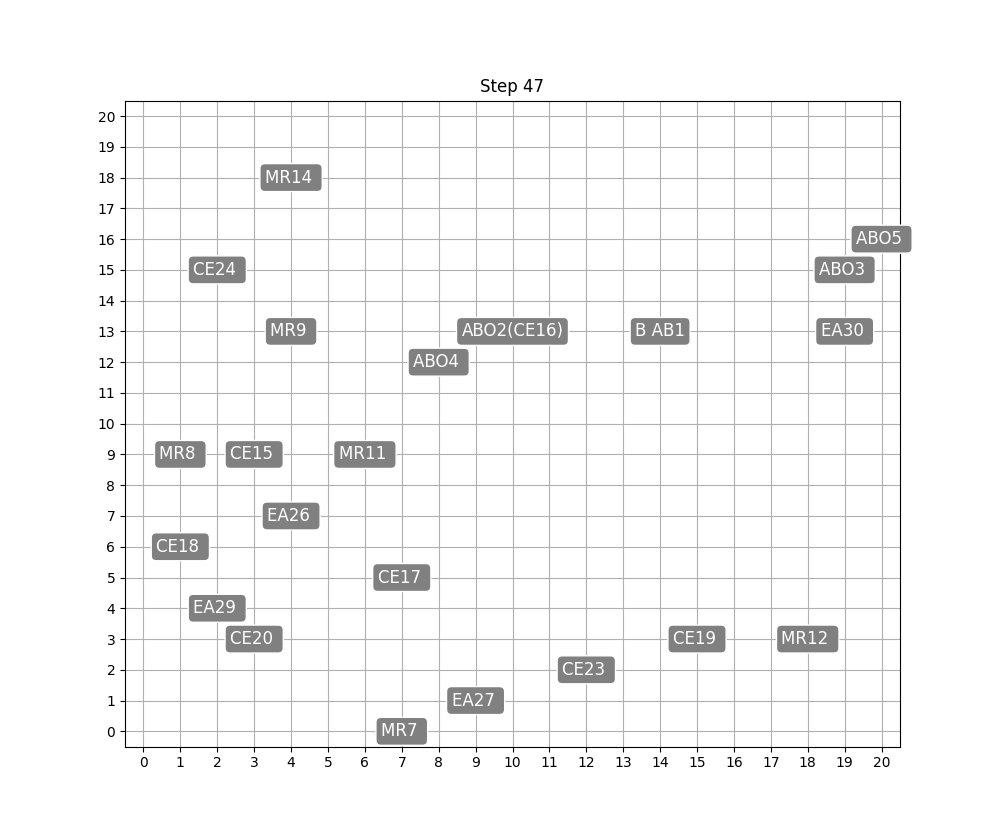 Step 47
20
19
18 MR14
17
16 ABO5
15 CE24 ABO3
14
13 MR9 ABO2(CE16) B AB1 EA30
12 ABO4
11
10
9 MR8 CE15 MR11
8
7 EA26
6 CE18
5 CE17
4 EA29
3 CE20 CE19 MR12
2 CE23
1 EA27
0 MR7
0 1 2 3 4 5 6 7 8 9 10 11 12 13 14 15 16 17 18 19 20